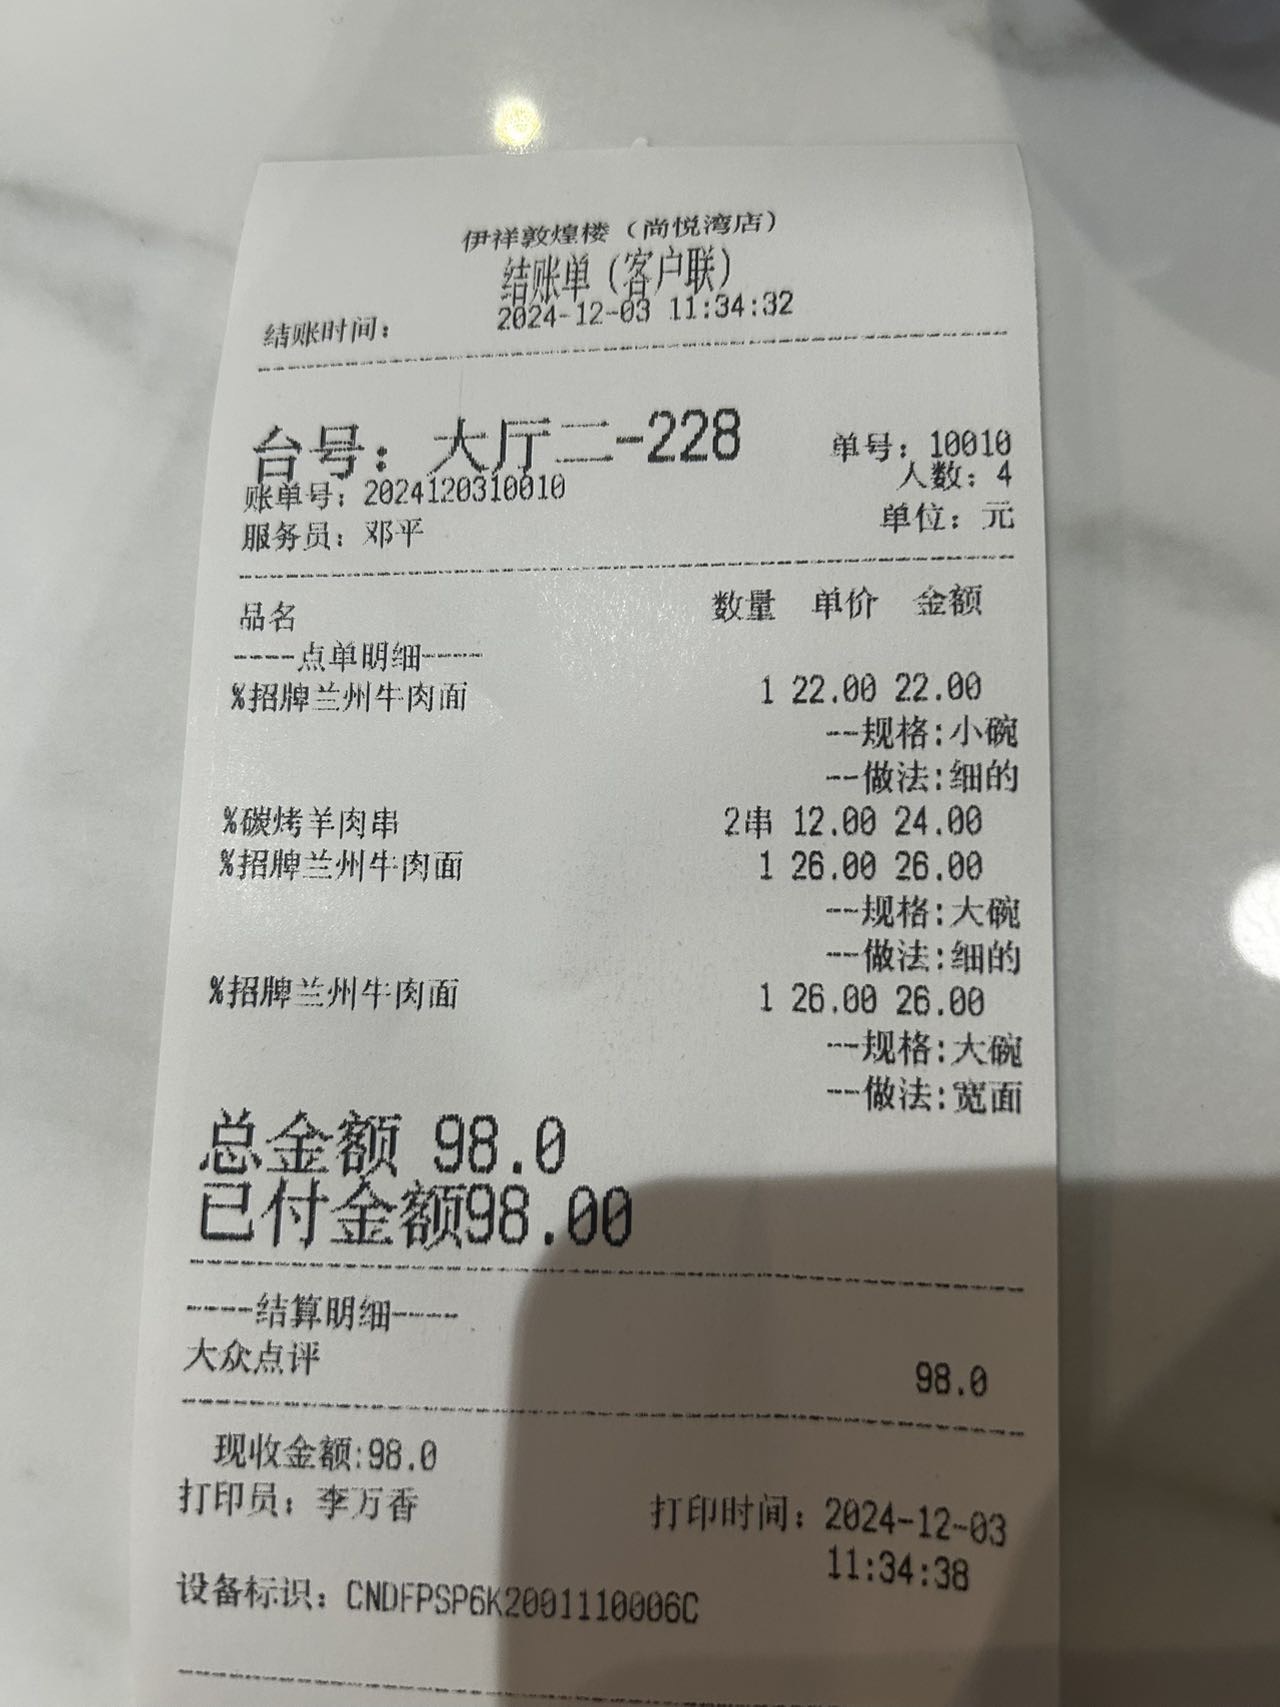 伊祥敦煌楼（尚悦湾店）
结账单（客户联）
结账时间： 2024-12-03 11:34:32
台号：大厅二-228 单号：10010
账单号：2024120310010 人数：4
服务员：邓平 单位：元
品名 数量 单价 金额
----点单明细----
%招牌兰州牛肉面 1 22.00 22.00
--规格:小碗
--做法:细的
%碳烤羊肉串 2串 12.00 24.00
%招牌兰州牛肉面 1 26.00 26.00
--规格:大碗
--做法:细的
%招牌兰州牛肉面 1 26.00 26.00
--规格:大碗
--做法:宽面
总金额 98.0
已付金额98.00
----结算明细----
大众点评 98.0
现收金额:98.0
打印员：李万香 打印时间：2024-12-03
11:34:38
设备标识：CNDFPSP6K2001110006C